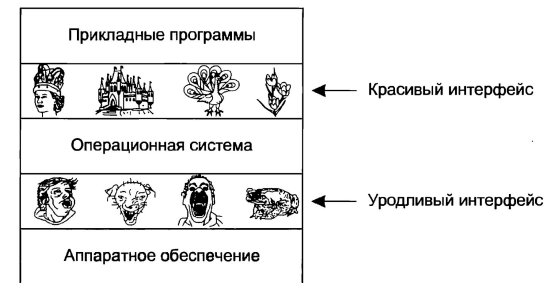 Прикладные программы
Красивый интерфейс
Операционная система
Уродливый интерфейс
Аппаратное обеспечение